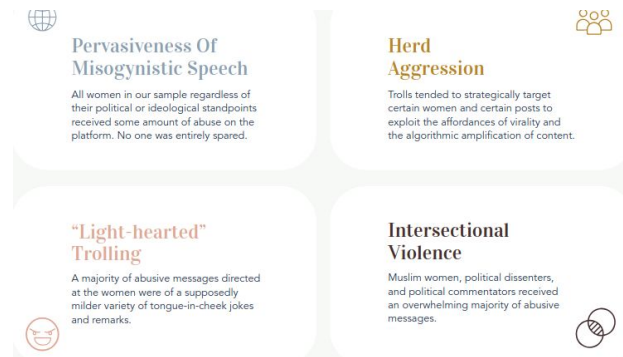 Pervasiveness Of
Misogynistic Speech
All women in our sample regardless of
their political or ideological standpoints
received some amount of abuse on the
platform. No one was entirely spared.
Herd
Aggression
Trolls tended to strategically target
certain women and certain posts to
exploit the affordances of virality and
the algorithmic amplification of content.
“Light-hearted”
Trolling
A majority of abusive messages directed
at the women were of a supposedly
milder variety of tongue-in-cheek jokes
and remarks.
Intersectional
Violence
Muslim women, political dissenters,
and political commentators received
an overwhelming majority of abusive
messages.